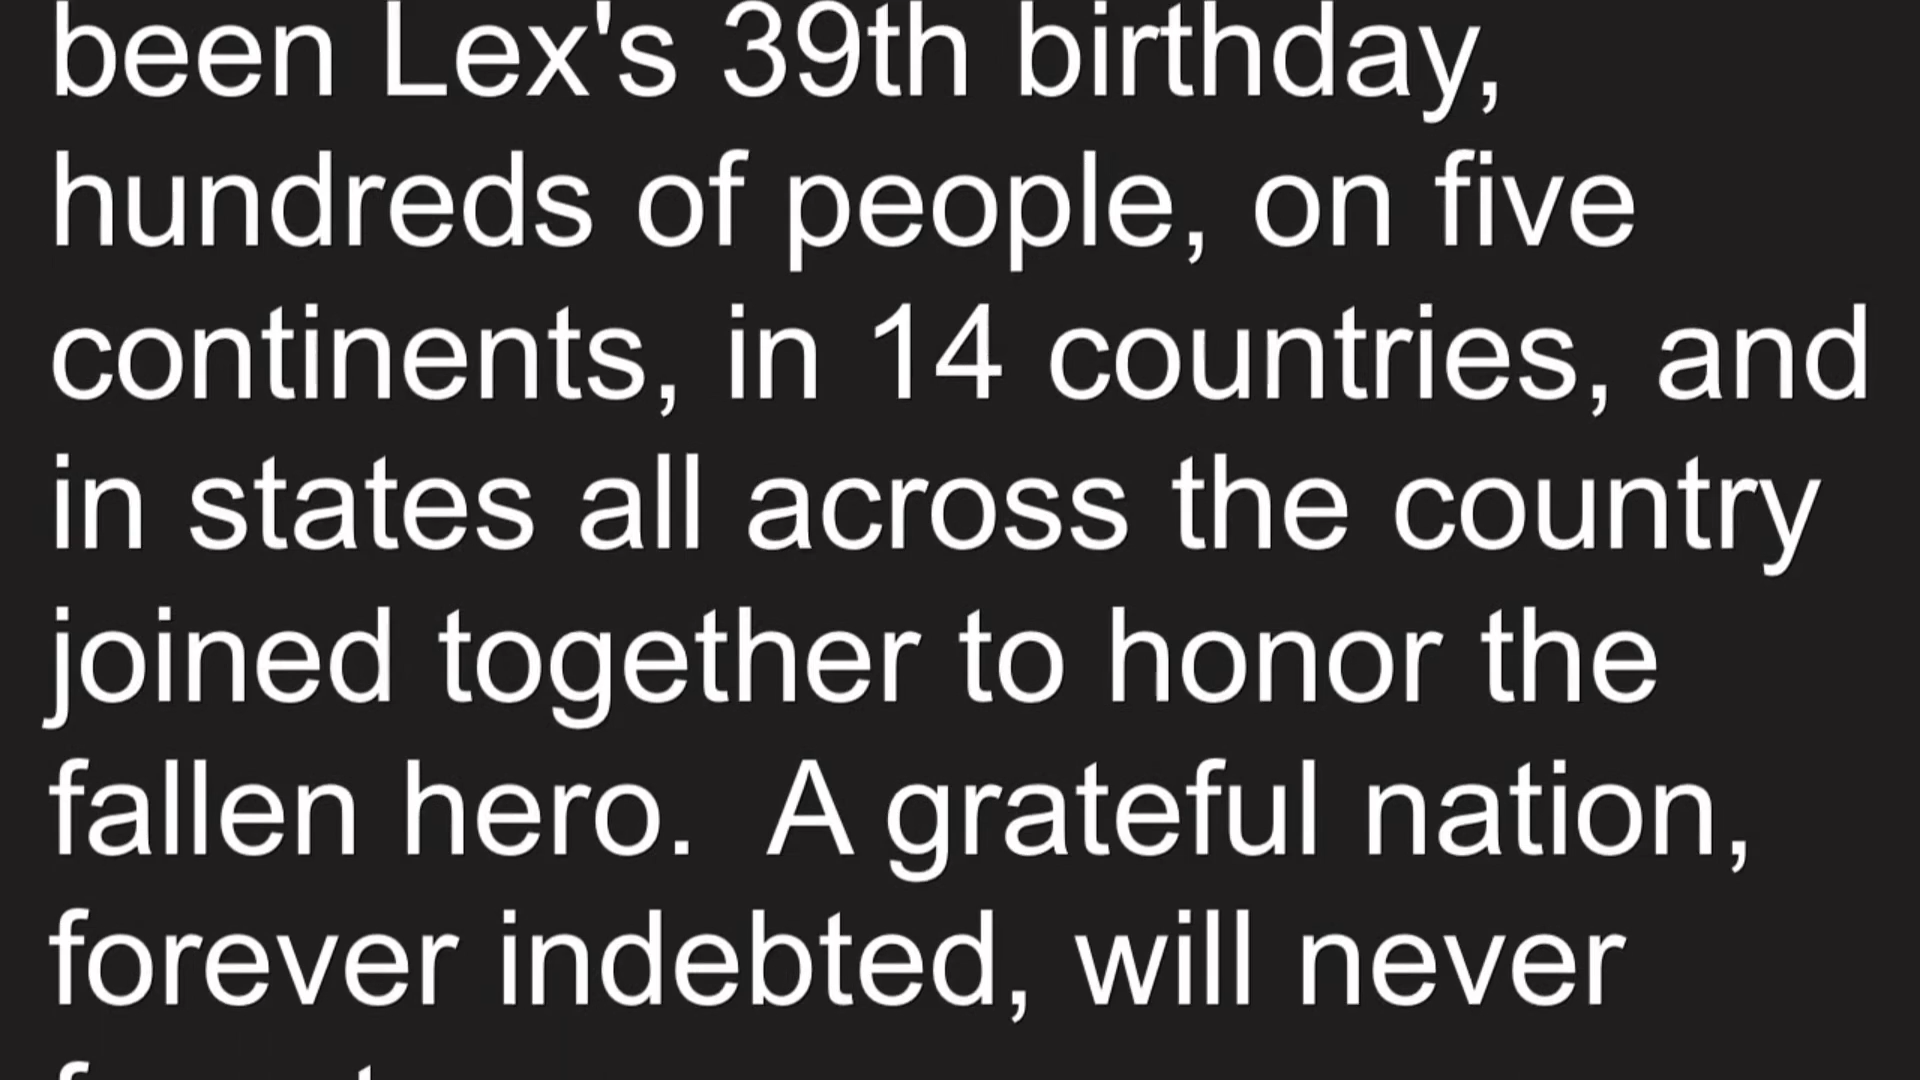 been Lex's 39th birthday,
hundreds of people, on five
continents, in 14 countries, and
in states all across the country
joined together to honor the
fallen hero.  A grateful nation,
forever indebted, will never